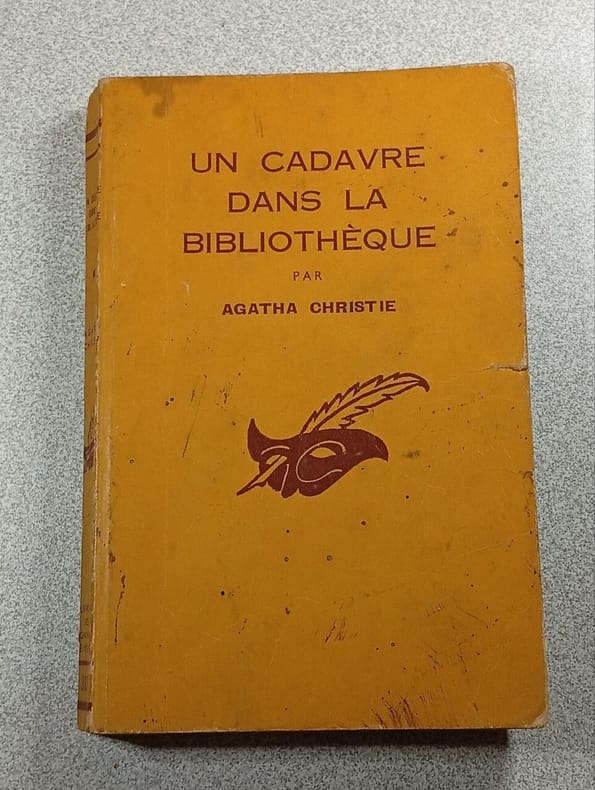 UN CADAVRE
DANS LA
BIBLIOTHÈQUE
PAR
AGATHA CHRISTIE